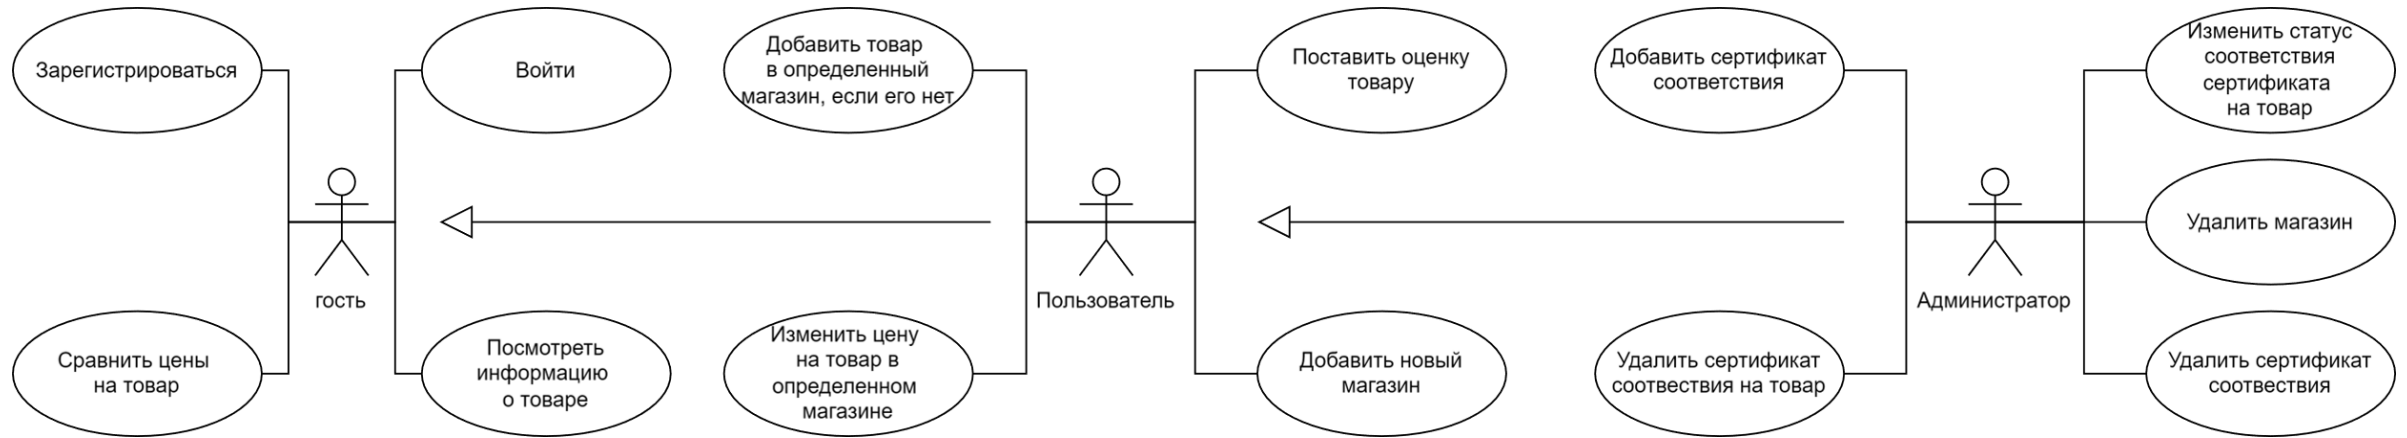 Зарегистрироваться
Войти
Добавить товар
в определенный
магазин, если его нет
Поставить оценку
товару
Добавить сертификат
соответствия
Изменить статус
соответствия
сертификата
на товар
Удалить магазин
гость
Пользователь
Администратор
Сравнить цены
на товар
Посмотреть
информацию
о товаре
Изменить цену
на товар в
определенном
магазине
Добавить новый
магазин
Удалить сертификат
соотвествия на товар
Удалить сертификат
соотвествия